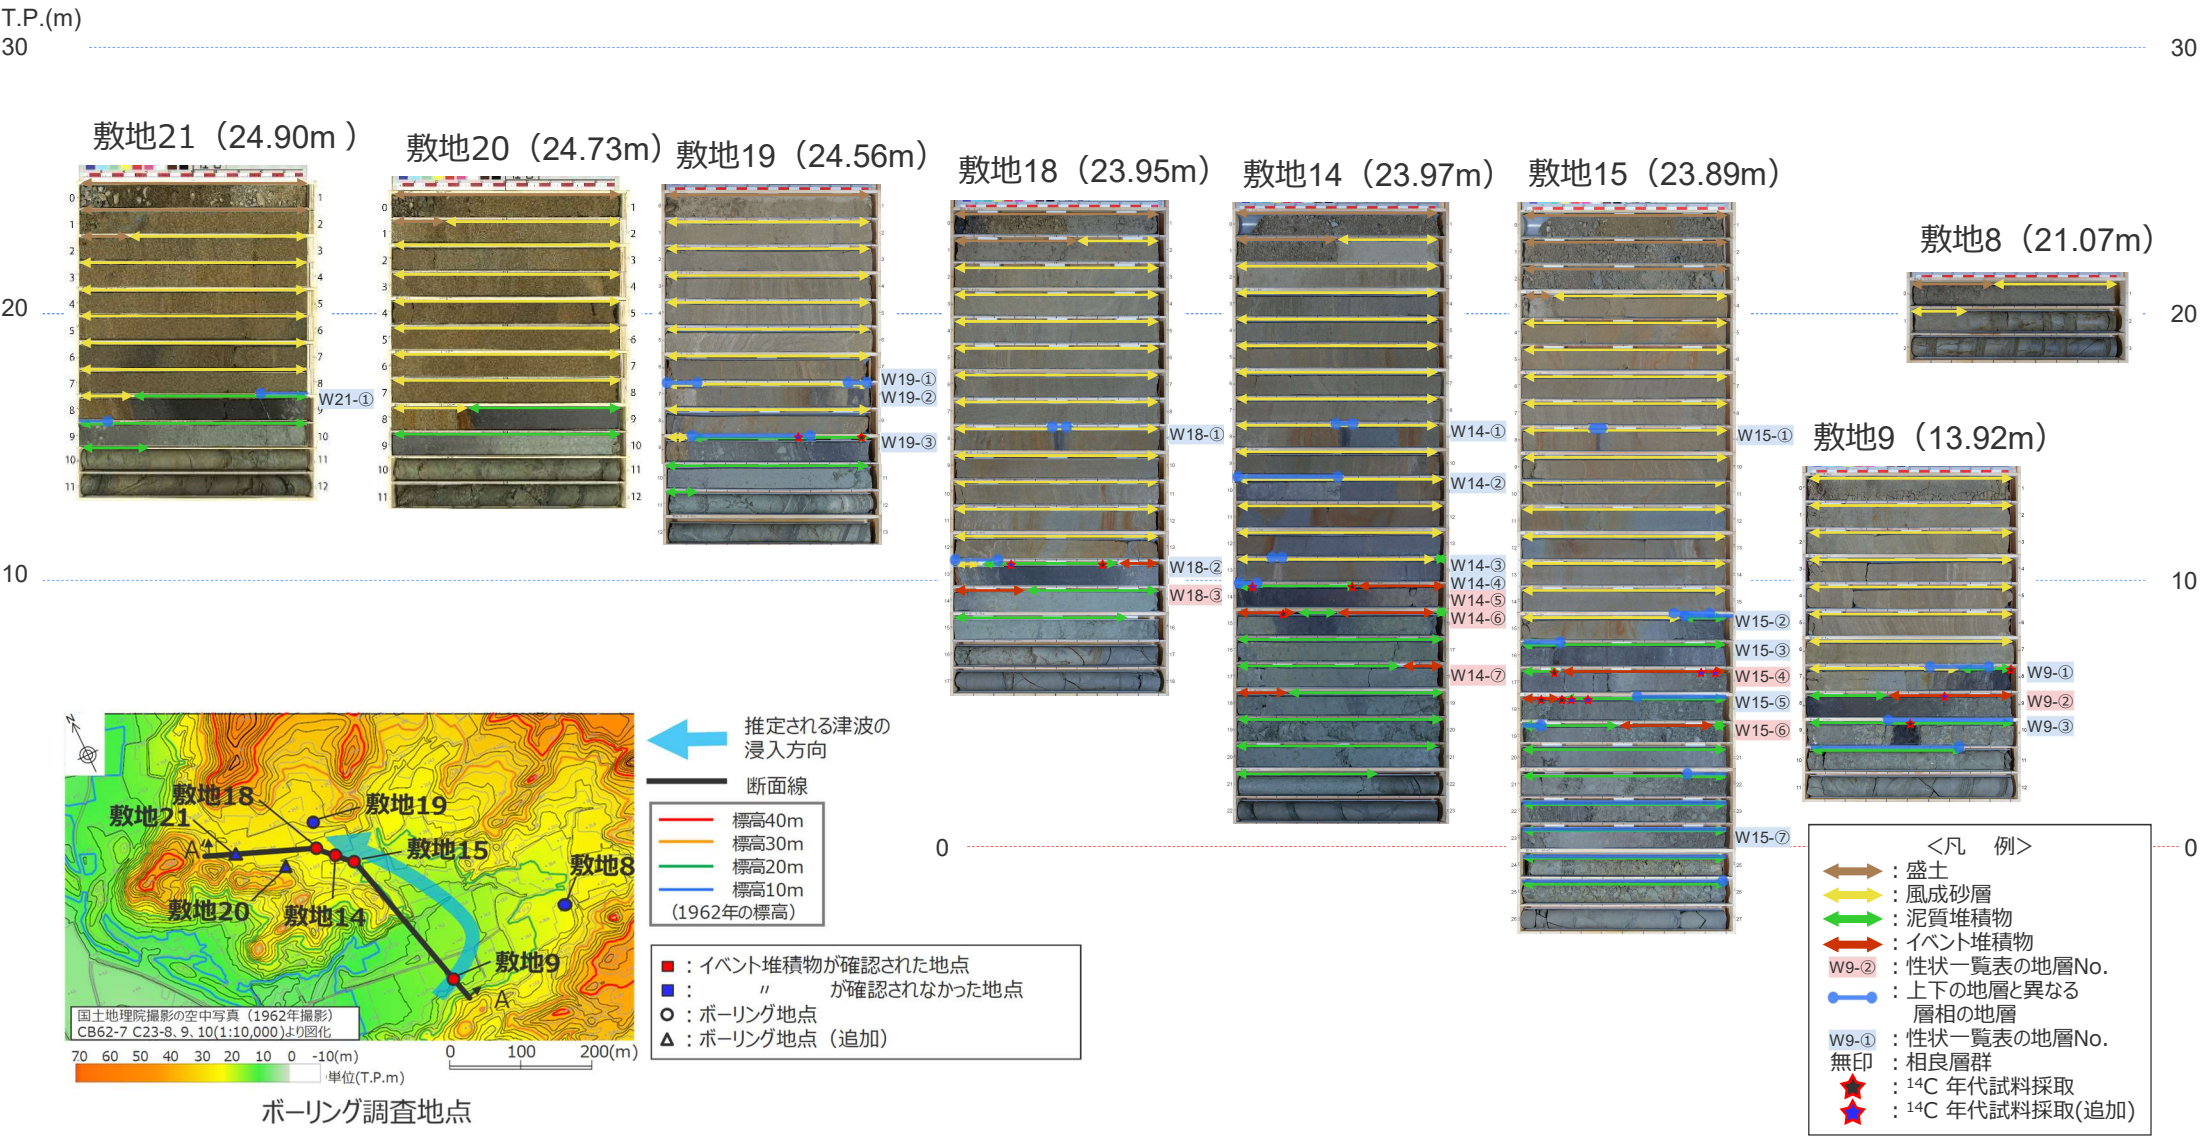 T.P.(m)
30
30
敷地21（24.90m ）
敷地20（24.73m）
敷地19（24.56m）
敷地18（23.95m）
敷地14（23.97m）
敷地15（23.89m）
敷地8（21.07m）
20
20
敷地9（13.92m）
W21-①
W19-①
W19-②
W19-③
W18-①
W18-②
W18-③
W14-①
W14-②
W14-③
W14-④
W14-⑤
W14-⑥
W14-⑦
W15-①
W15-②
W15-③
W15-④
W15-⑤
W15-⑥
W15-⑦
W9-①
W9-②
W9-③
10
10
0
0
N
敷地18
敷地19
敷地21
敷地15
敷地8
A'
敷地20
敷地14
敷地9
A
国土地理院撮影の空中写真（1962年撮影）
CB62-7 C23-8、9、10(1:10,000)より図化
70 60 50 40 30 20 10 0 -10(m)
単位(T.P.m)
0 100 200(m)
ボーリング調査地点
推定される津波の
浸入方向
断面線
標高40m
標高30m
標高20m
標高10m
（1962年の標高）
：イベント堆積物が確認された地点
： 〃 が確認されなかった地点
：ボーリング地点
：ボーリング地点（追加）
＜凡 例＞
：盛土
：風成砂層
：泥質堆積物
：イベント堆積物
W9-② ：性状一覧表の地層No.
：上下の地層と異なる
層相の地層
W9-① ：性状一覧表の地層No.
無印 ：相良層群
：14C 年代試料採取
：14C 年代試料採取(追加)